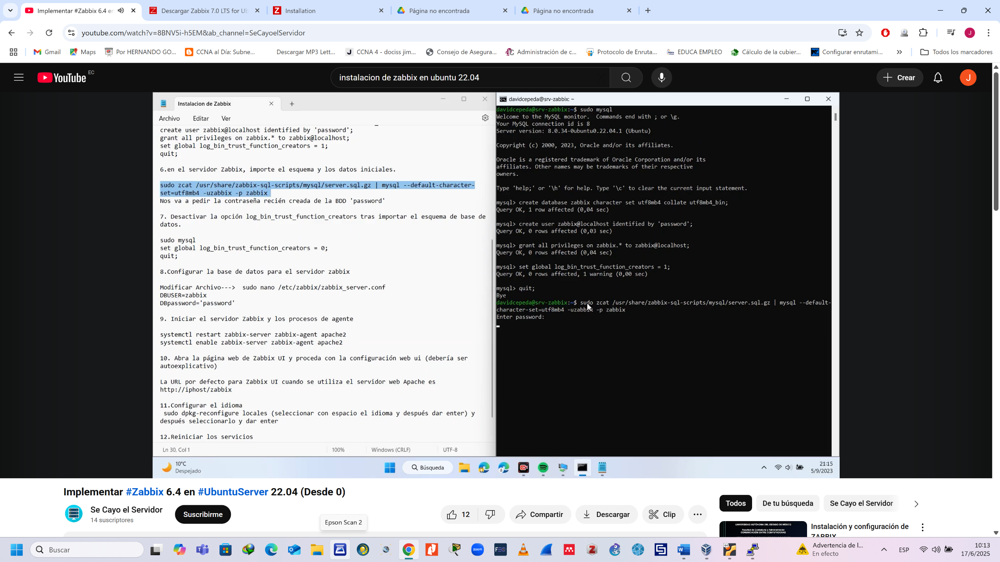 Implementar #Zabbix 6.4 en
Descargar Zabbix 7.0 LTS for Ub
Installation
Página no encontrada
Página no encontrada
youtube.com/watch?v=8BNV5i-h5EM&ab_channel=SeCayoelServidor
J
Gmail
Maps
Por HERNANDO GO...
CCNA al Día: Subne...
Descargar MP3 Lett...
CCNA 4 - dociss jim...
Consejo de Asegura...
Administración de c...
Protocolo de Enruta...
EDUCA EMPLEO
Cálculo de la cubier...
Configurar enrutami...
Todos los marcadores
YouTube
EC
instalacion de zabbix en ubuntu 22.04
Crear
J
Instalacion de Zabbix
Archivo
Editar
Ver
create user zabbix@localhost identified by 'password';
grant all privileges on zabbix.* to zabbix@localhost;
set global log_bin_trust_function_creators = 1;
quit;
6.en el servidor Zabbix, importe el esquema y los datos iniciales.
sudo zcat /usr/share/zabbix-sql-scripts/mysql/server.sql.gz | mysql --default-character-
set=utf8mb4 -uzabbix -p zabbix
Nos va a pedir la contraseña recién creada de la BDD 'password'
7. Desactivar la opción log_bin_trust_function_creators tras importar el esquema de base de
datos.
sudo mysql
set global log_bin_trust_function_creators = 0;
quit;
8.Configurar la base de datos para el servidor zabbix
Modificar Archivo---> sudo nano /etc/zabbix/zabbix_server.conf
DBUSER=zabbix
DBpassword='password'
9. Iniciar el servidor Zabbix y los procesos de agente
systemctl restart zabbix-server zabbix-agent apache2
systemctl enable zabbix-server zabbix-agent apache2
10. Abra la página web de Zabbix UI y proceda con la configuración web ui (debería ser
autoexplicativo)
La URL por defecto para Zabbix UI cuando se utiliza el servidor web Apache es
http://iphost/zabbix
11.Configurar el idioma
sudo dpkg-reconfigure locales (seleccionar con espacio el idioma y después dar enter) y
después seleccionarlo y dar enter
12.Reiniciar los servicios
Ln 30, Col 1
100%
Windows (CRLF)
UTF-8
davidcepeda@srv-zabbix: ~
davidcepeda@srv-zabbix:~$ sudo mysql
Welcome to the MySQL monitor.  Commands end with ; or \g.
Your MySQL connection id is 8
Server version: 8.0.34-0ubuntu0.22.04.1 (Ubuntu)
Copyright (c) 2000, 2023, Oracle and/or its affiliates.
Oracle is a registered trademark of Oracle Corporation and/or its
affiliates. Other names may be trademarks of their respective
owners.
Type 'help;' or '\h' for help. Type '\c' to clear the current input statement.
mysql> create database zabbix character set utf8mb4 collate utf8mb4_bin;
Query OK, 1 row affected (0,04 sec)
mysql> create user zabbix@localhost identified by 'password';
Query OK, 0 rows affected (0,03 sec)
mysql> grant all privileges on zabbix.* to zabbix@localhost;
Query OK, 0 rows affected (0,04 sec)
mysql> set global log_bin_trust_function_creators = 1;
Query OK, 0 rows affected, 1 warning (0,00 sec)
mysql> quit;
Bye
davidcepeda@srv-zabbix:~$ sudo zcat /usr/share/zabbix-sql-scripts/mysql/server.sql.gz | mysql --default-
character-set=utf8mb4 -uzabbix -p zabbix
Enter password:
10°C
Despejado
Búsqueda
21:15
5/9/2023
Implementar #Zabbix 6.4 en #UbuntuServer 22.04 (Desde 0)
Se Cayo el Servidor
14 suscriptores
Suscribirme
12
Compartir
Descargar
Clip
Todos
De tu búsqueda
Se Cayo el Servidor
Epson Scan 2
UNIVERSIDAD AUTÓNOMA DEL ESTADO DE MÉXICO
Facultad de Contaduría y Administración
COMUNICACIÓN ENTRE COMPUTADORAS
Instalación y configuración de
ZABBIX
Buscar
zoom
Advertencia de l...
En efecto
ESP
10:13
17/6/2025